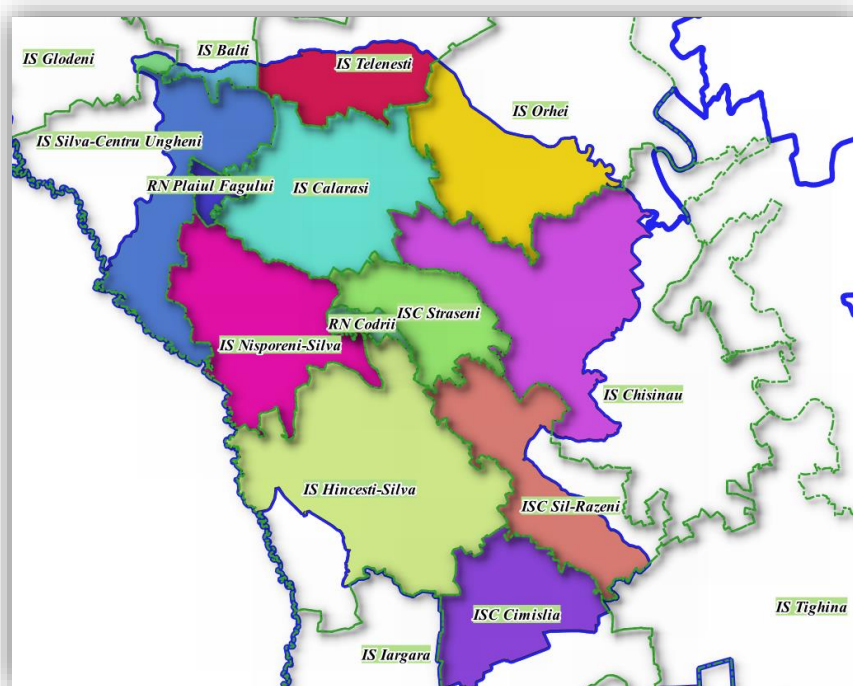 IS Balti
IS Glodeni
IS Telenesti
IS Orhei
IS Silva-Centru Ungheni
RN Plaiul Fagului
IS Calarasi
ISC Straseni
RN Codrii
IS Nisporeni-Silva
IS Chisinau
IS Hincesti-Silva
ISC Sil-Razeni
IS Tighina
ISC Cimislia
IS Iargara